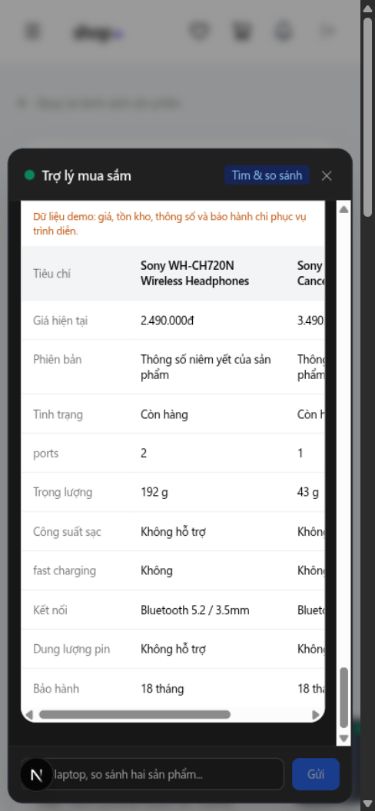 Trợ lý mua sắm
Tìm & so sánh
Dữ liệu demo: giá, tồn kho, thông số và bảo hành chỉ phục vụ
trình diễn.
Tiêu chí
Sony WH-CH720N
Wireless Headphones
Sony
Cance
Giá hiện tại
2.490.000đ
3.490
Phiên bản
Thông số niêm yết của sản
phẩm
Thông
phẩm
Tình trạng
Còn hàng
Còn h
ports
2
1
Trọng lượng
192 g
43 g
Công suất sạc
Không hỗ trợ
Không
fast charging
Không
Không
Kết nối
Bluetooth 5.2 / 3.5mm
Blueto
Dung lượng pin
Không hỗ trợ
Không
Bảo hành
18 tháng
18 thá
N
laptop, so sánh hai sản phẩm...
Gửi